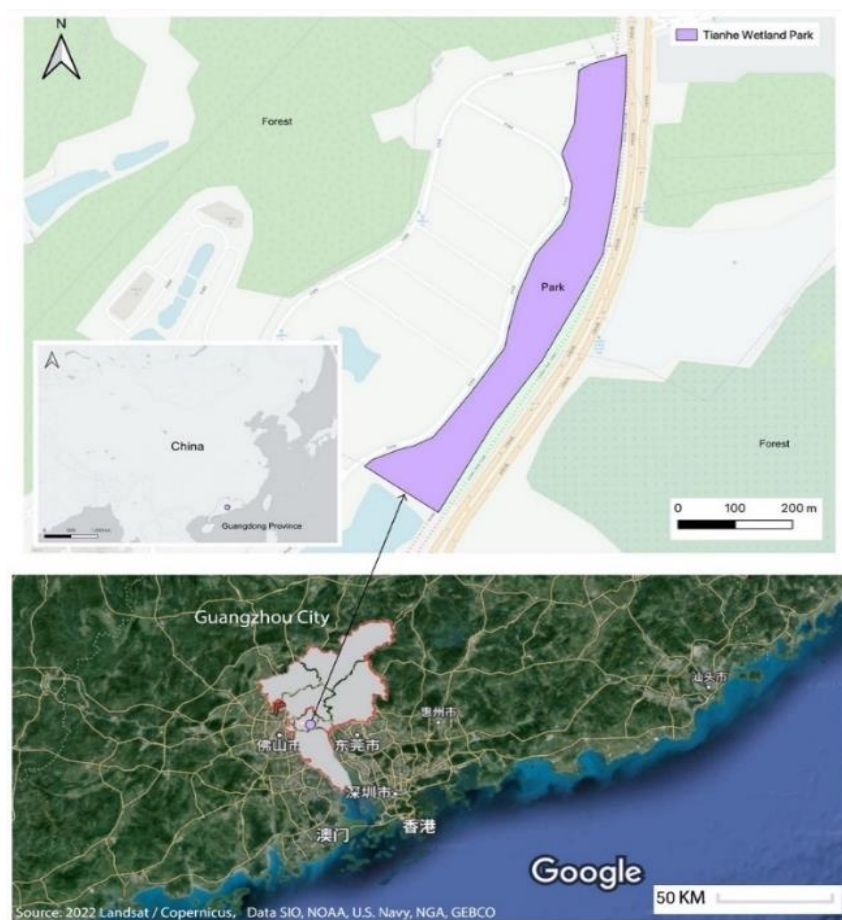 N
Tianhe Wetland Park
Forest
Park
Forest
China
Guangdong Province
0 100 200 m
Guangzhou City
汕头市
惠州市
佛山市
东莞市
深圳市
香港
澳门
Google
50 KM
Source: 2022 Landsat / Copernicus, Data SIO, NOAA, U.S. Navy, NGA, GEBCO